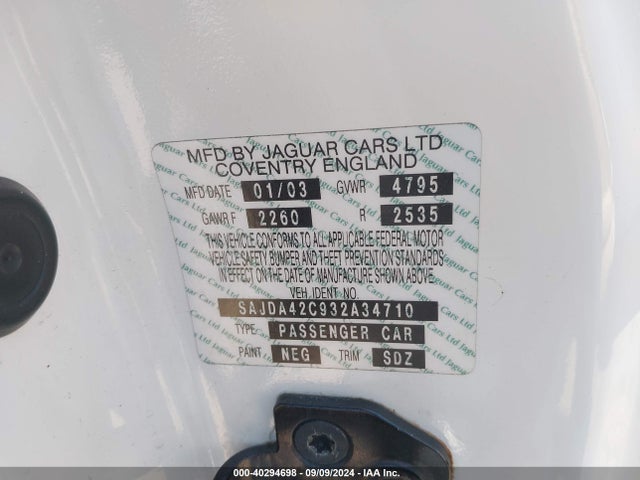 MFD BY JAGUAR CARS LTD
COVENTRY ENGLAND
MFD DATE 01/03 GVWR 4795
GAWR F 2260 R 2535
THIS VEHICLE CONFORMS TO ALL APPLICABLE FEDERAL MOTOR
VEHICLE SAFETY, BUMPER AND THEFT PREVENTION STANDARDS
IN EFFECT ON THE DATE OF MANUFACTURE SHOWN ABOVE.
VEH. IDENT NO.
SAJDA42C932A34710
TYPE PASSENGER CAR
PAINT NEG TRIM SDZ
000-40294698 - 09/09/2024 - IAA Inc.